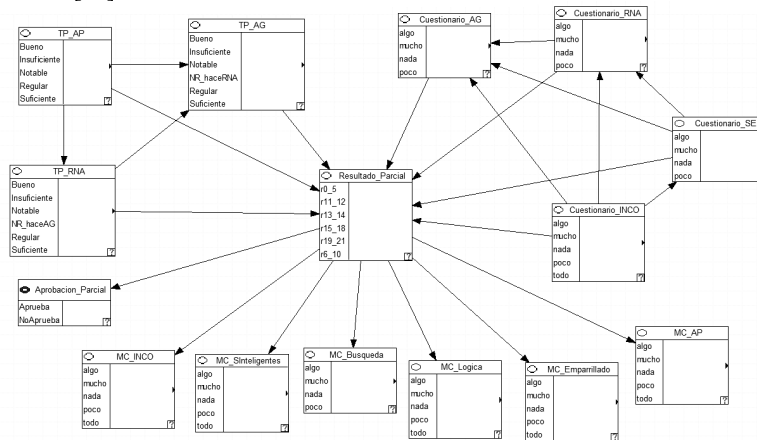 TP_AP
Bueno
Insuficiente
Notable
Regular
Suficiente
?
TP_AG
Bueno
Insuficiente
Notable
NR_haceRNA
Regular
Suficiente
?
Cuestionario_AG
algo
mucho
nada
poco
?
Cuestionario_RNA
algo
mucho
nada
poco
?
Cuestionario_SE
algo
mucho
nada
poco
?
TP_RNA
Bueno
Insuficiente
Notable
NR_haceAG
Regular
Suficiente
?
Resultado_Parcial
r0_5
r11_12
r13_14
r15_18
r19_21
r6_10
?
Cuestionario_INCO
algo
mucho
nada
poco
todo
?
Aprobacion_Parcial
Aprueba
NoAprueba
?
MC_INCO
algo
mucho
nada
poco
todo
?
MC_SInteligentes
algo
mucho
nada
poco
todo
?
MC_Busqueda
algo
mucho
nada
poco
?
MC_Logica
algo
mucho
nada
poco
todo
?
MC_Emparrillado
algo
mucho
nada
poco
todo
?
MC_AP
algo
mucho
nada
poco
todo
?